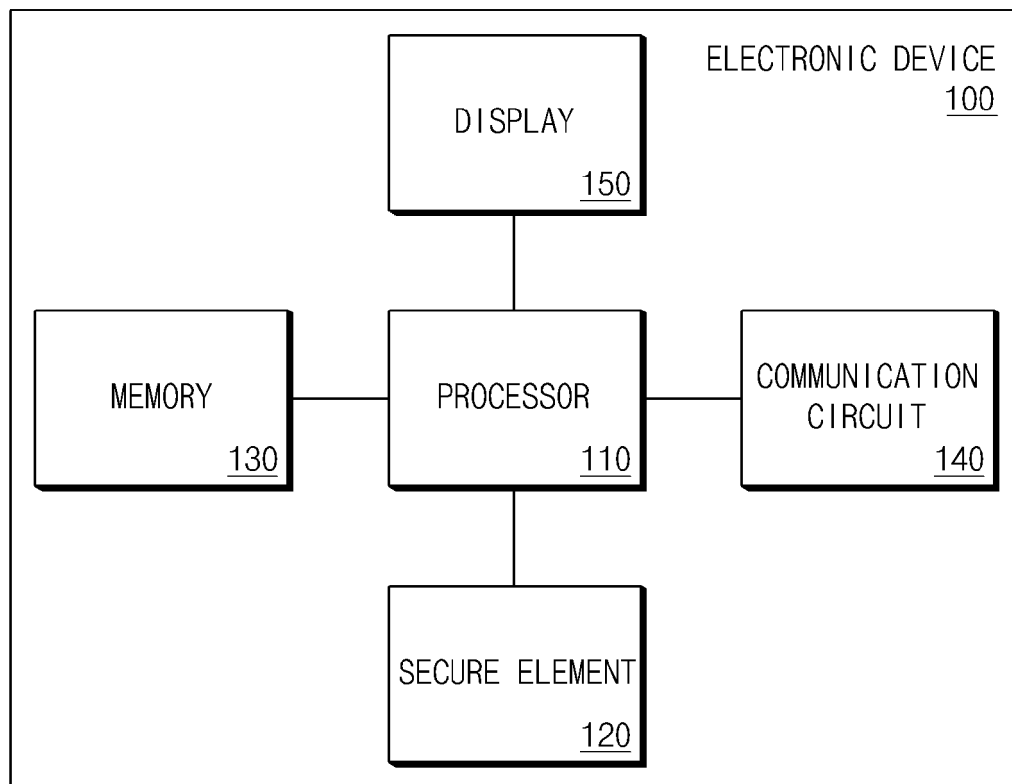 ELECTRONIC DEVICE
100
DISPLAY
150
MEMORY
130
PROCESSOR
110
COMMUNICATION
CIRCUIT
140
SECURE ELEMENT
120